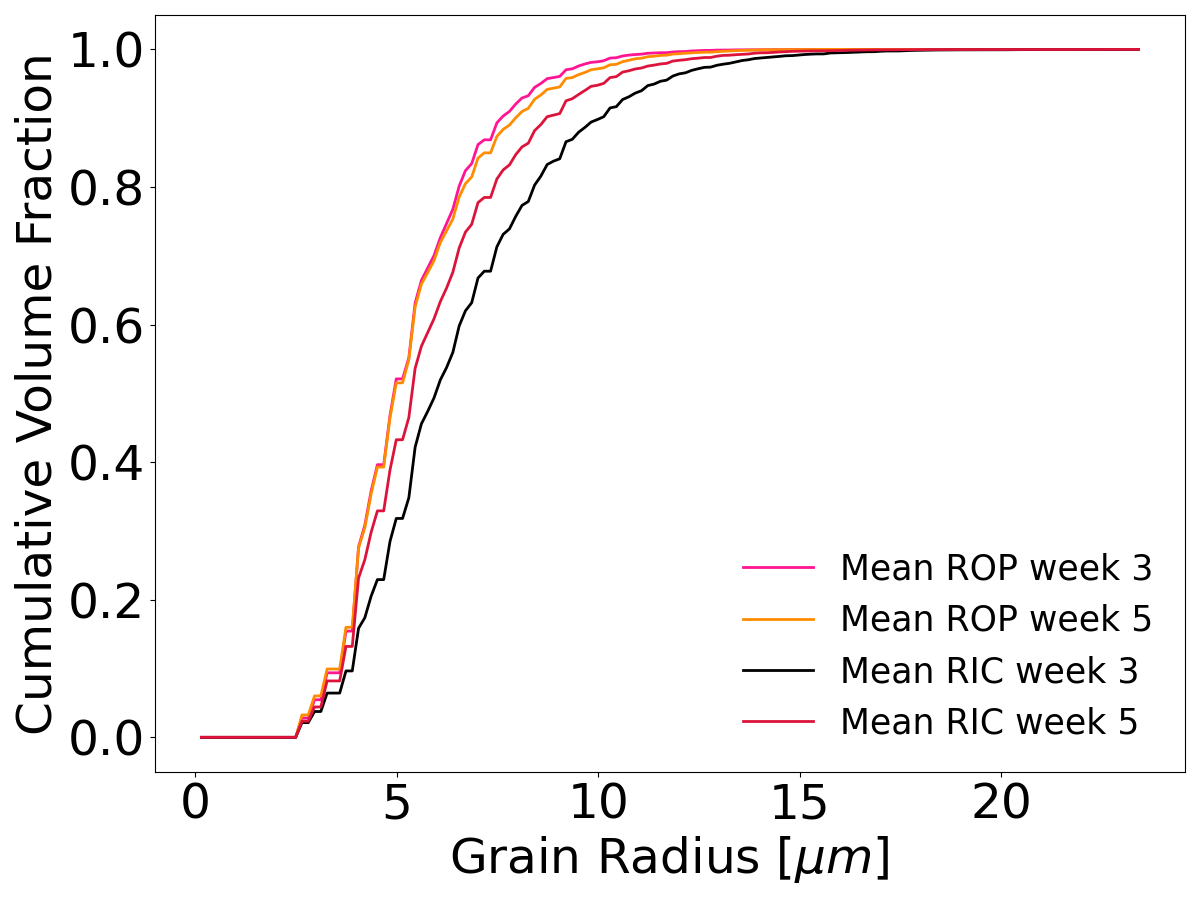 Cumulative Volume Fraction
1.0
0.8
0.6
0.4
0.2
0.0
Mean ROP week 3
Mean ROP week 5
Mean RIC week 3
Mean RIC week 5
0 5 10 15 20
Grain Radius [μm]